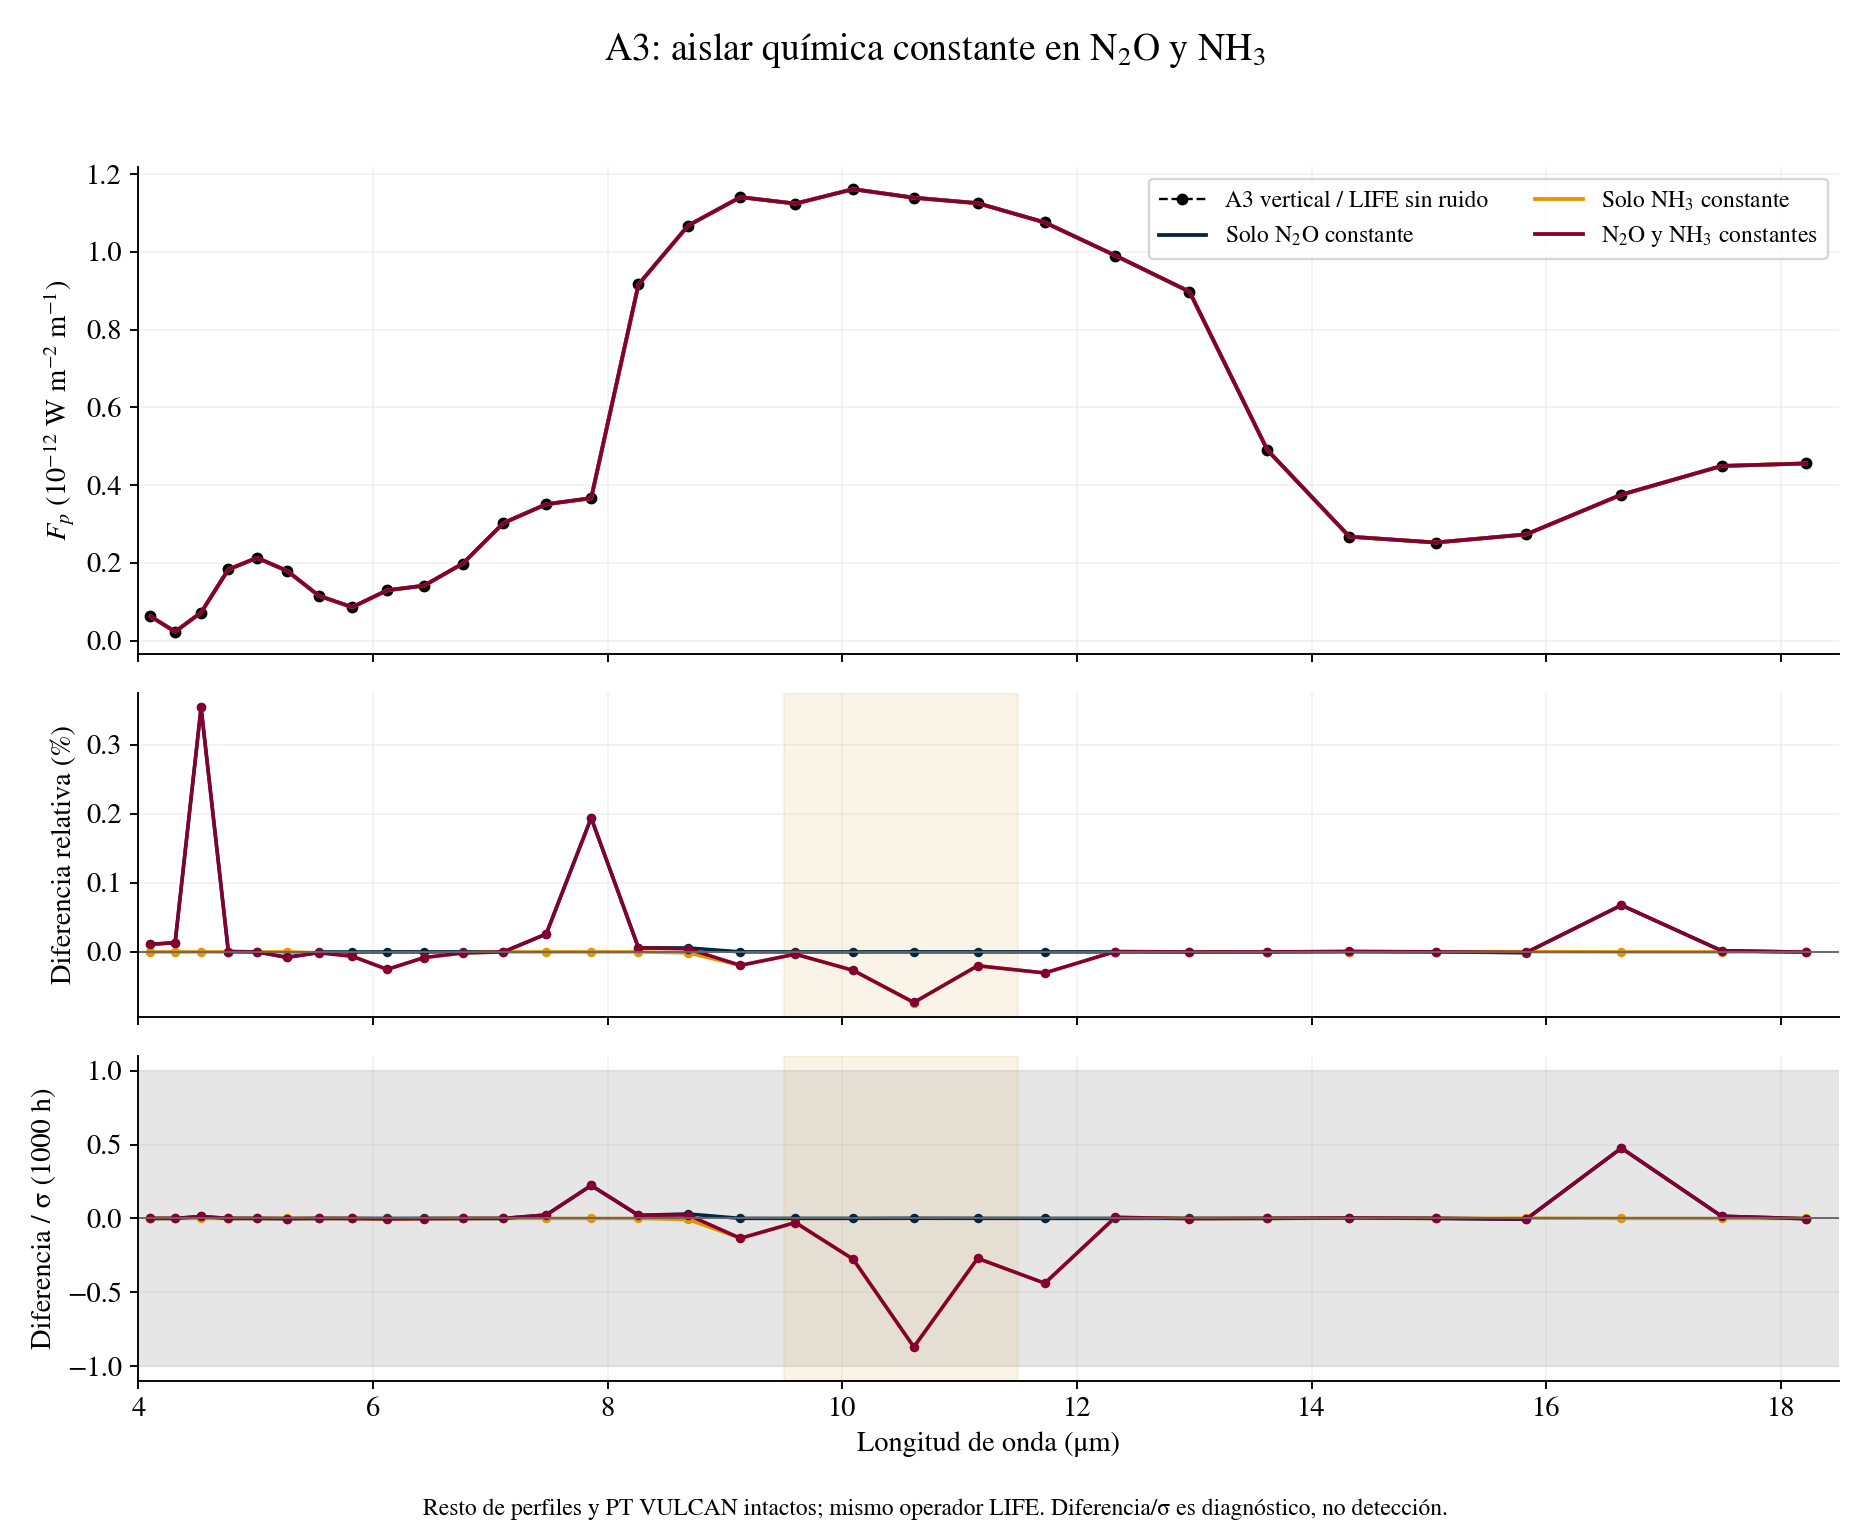 A3: aislar química constante en N₂O y NH₃
A3 vertical / LIFE sin ruido
Solo N₂O constante
Solo NH₃ constante
N₂O y NH₃ constantes
F_p (10⁻¹² W m⁻² m⁻¹)
1.2
1.0
0.8
0.6
0.4
0.2
0.0
Diferencia relativa (%)
0.3
0.2
0.1
0.0
Diferencia / σ (1000 h)
1.0
0.5
0.0
−0.5
−1.0
4 6 8 10 12 14 16 18
Longitud de onda (μm)
Resto de perfiles y PT VULCAN intactos; mismo operador LIFE. Diferencia/σ es diagnóstico, no detección.